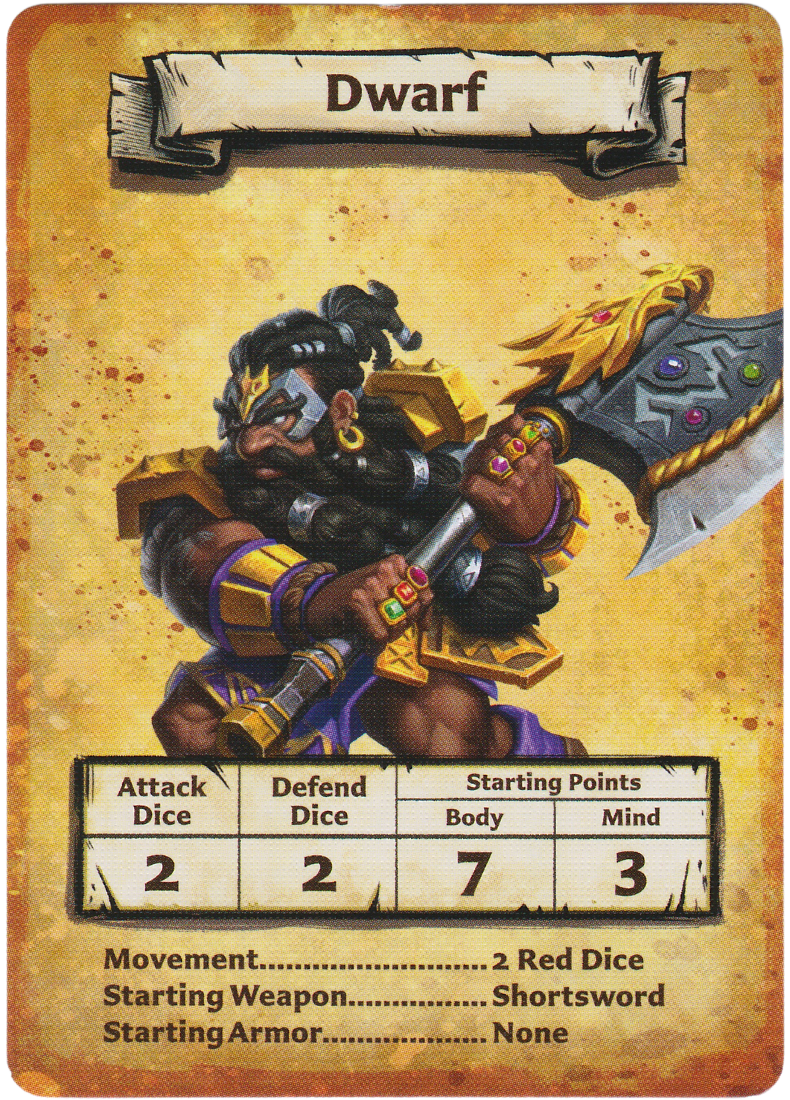 Dwarf
Attack Dice
Defend Dice
Starting Points
Body
Mind
2
2
7
3
Movement..........................2 Red Dice
Starting Weapon................Shortsword
Starting Armor...................None